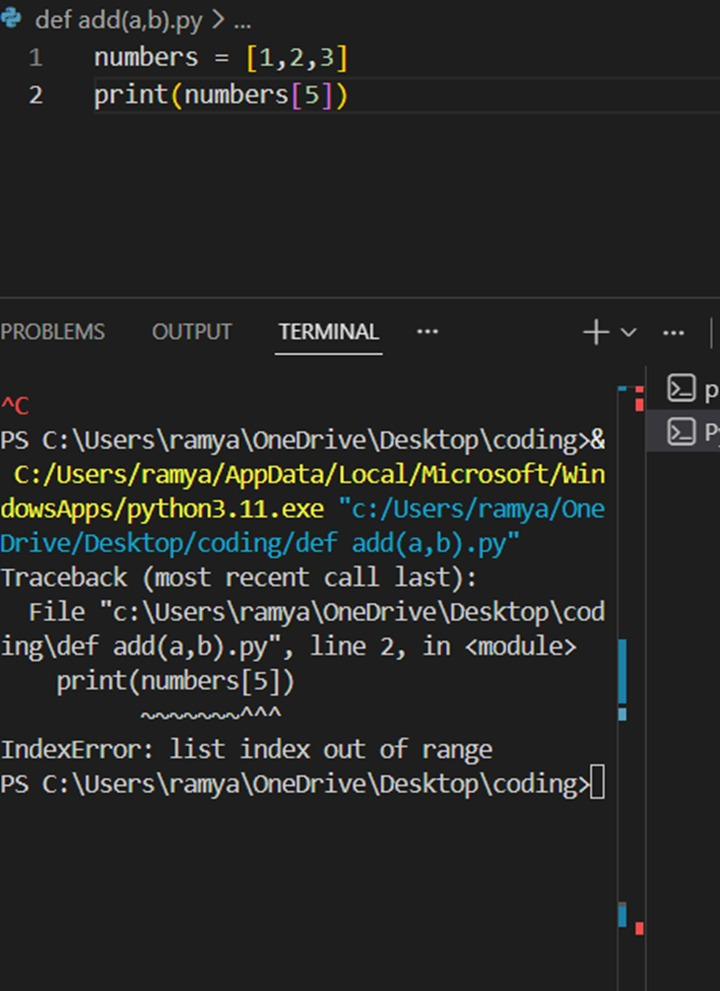 def add(a,b).py > ...
1 numbers = [1,2,3]
2 print(numbers[5])
PROBLEMS OUTPUT TERMINAL ...
^C
PS C:\Users\ramya\OneDrive\Desktop\coding>&
C:/Users/ramya/AppData/Local/Microsoft/Win
dowsApps/python3.11.exe "c:/Users/ramya/One
Drive/Desktop/coding/def add(a,b).py"
Traceback (most recent call last):
  File "c:\Users\ramya\OneDrive\Desktop\cod
ing\def add(a,b).py", line 2, in <module>
    print(numbers[5])
          ~~~~~~~^^^
IndexError: list index out of range
PS C:\Users\ramya\OneDrive\Desktop\coding>